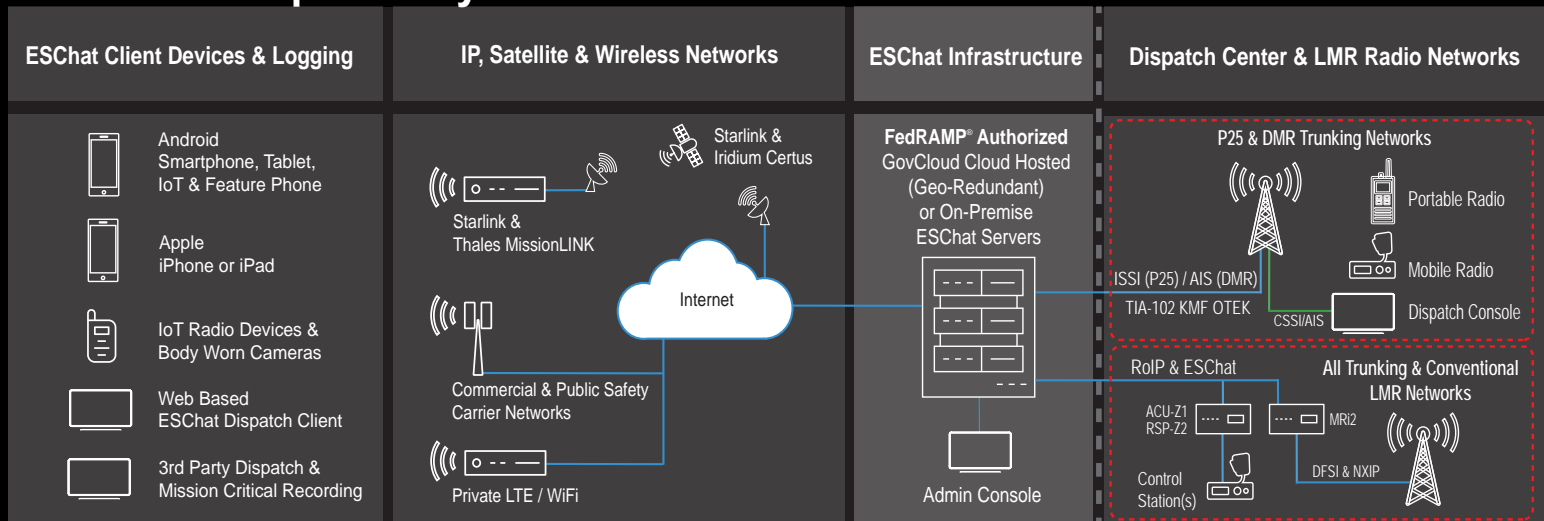 ESChat Client Devices & Logging
IP, Satellite & Wireless Networks
ESChat Infrastructure
Dispatch Center & LMR Radio Networks
Android
Smartphone, Tablet,
IoT & Feature Phone
Apple
iPhone or iPad
IoT Radio Devices &
Body Worn Cameras
Web Based
ESChat Dispatch Client
3rd Party Dispatch &
Mission Critical Recording
Starlink &
Iridium Certus
Starlink &
Thales MissionLINK
Internet
Commercial & Public Safety
Carrier Networks
Private LTE / WiFi
FedRAMP® Authorized
GovCloud Cloud Hosted
(Geo-Redundant)
or On-Premise
ESChat Servers
Admin Console
P25 & DMR Trunking Networks
Portable Radio
Mobile Radio
Dispatch Console
ISSI (P25) / AIS (DMR)
TIA-102 KMF OTEK
CSSI/AIS
RoIP & ESChat
All Trunking & Conventional
LMR Networks
ACU-Z1
RSP-Z2
MRi2
Control
Station(s)
DFSI & NXIP